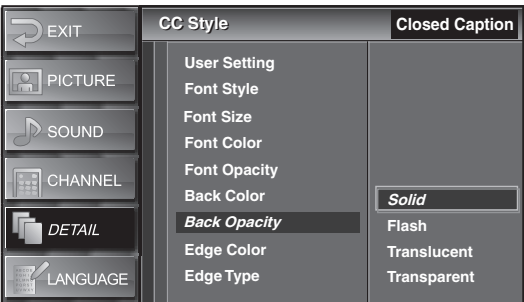 EXIT
PICTURE
SOUND
CHANNEL
DETAIL
LANGUAGE
CC Style
Closed Caption
User Setting
Font Style
Font Size
Font Color
Font Opacity
Back Color
Back Opacity
Edge Color
Edge Type
Solid
Flash
Translucent
Transparent